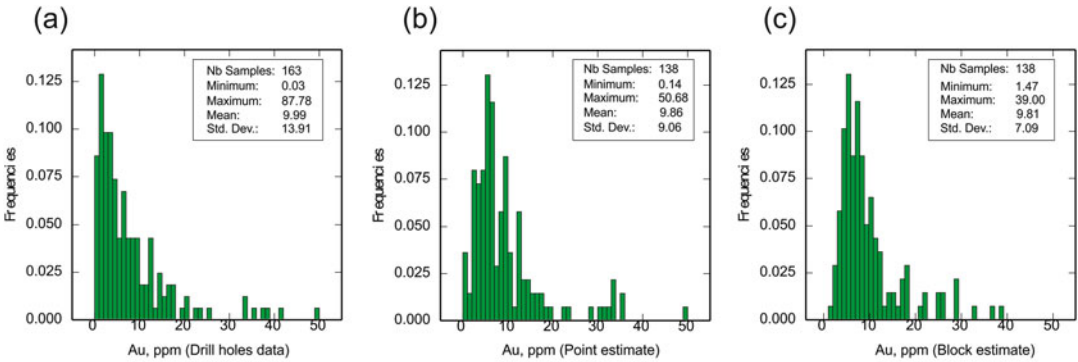 (a)
Nb Samples: 163
Minimum: 0.03
Maximum: 87.78
Mean: 9.99
Std. Dev.: 13.91
Frequencies
0.125
0.100
0.075
0.050
0.025
0.000
0 10 20 30 40 50
Au, ppm (Drill holes data)
(b)
Nb Samples: 138
Minimum: 0.14
Maximum: 50.68
Mean: 9.86
Std. Dev.: 9.06
Frequencies
0.125
0.100
0.075
0.050
0.025
0.000
0 10 20 30 40 50
Au, ppm (Point estimate)
(c)
Nb Samples: 138
Minimum: 1.47
Maximum: 39.00
Mean: 9.81
Std. Dev.: 7.09
Frequencies
0.125
0.100
0.075
0.050
0.025
0.000
0 10 20 30 40 50
Au, ppm (Block estimate)